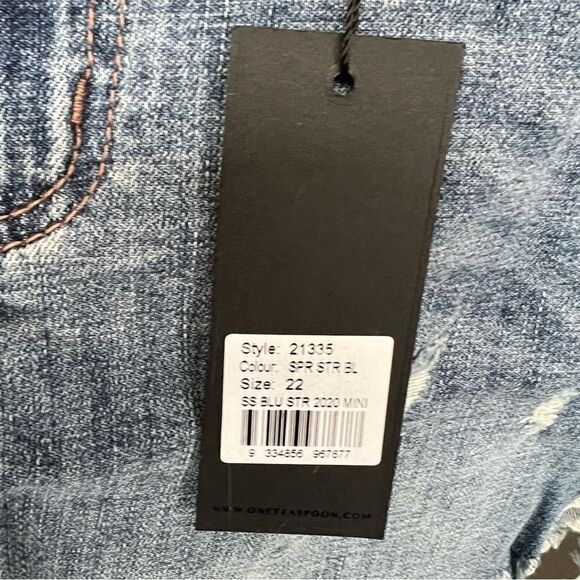 Style: 21335
Colour: SPR STR BL
Size: 22
SS BLU STR 2020 MINI
9 334856 967677
WWW.ONETEASPOON.COM